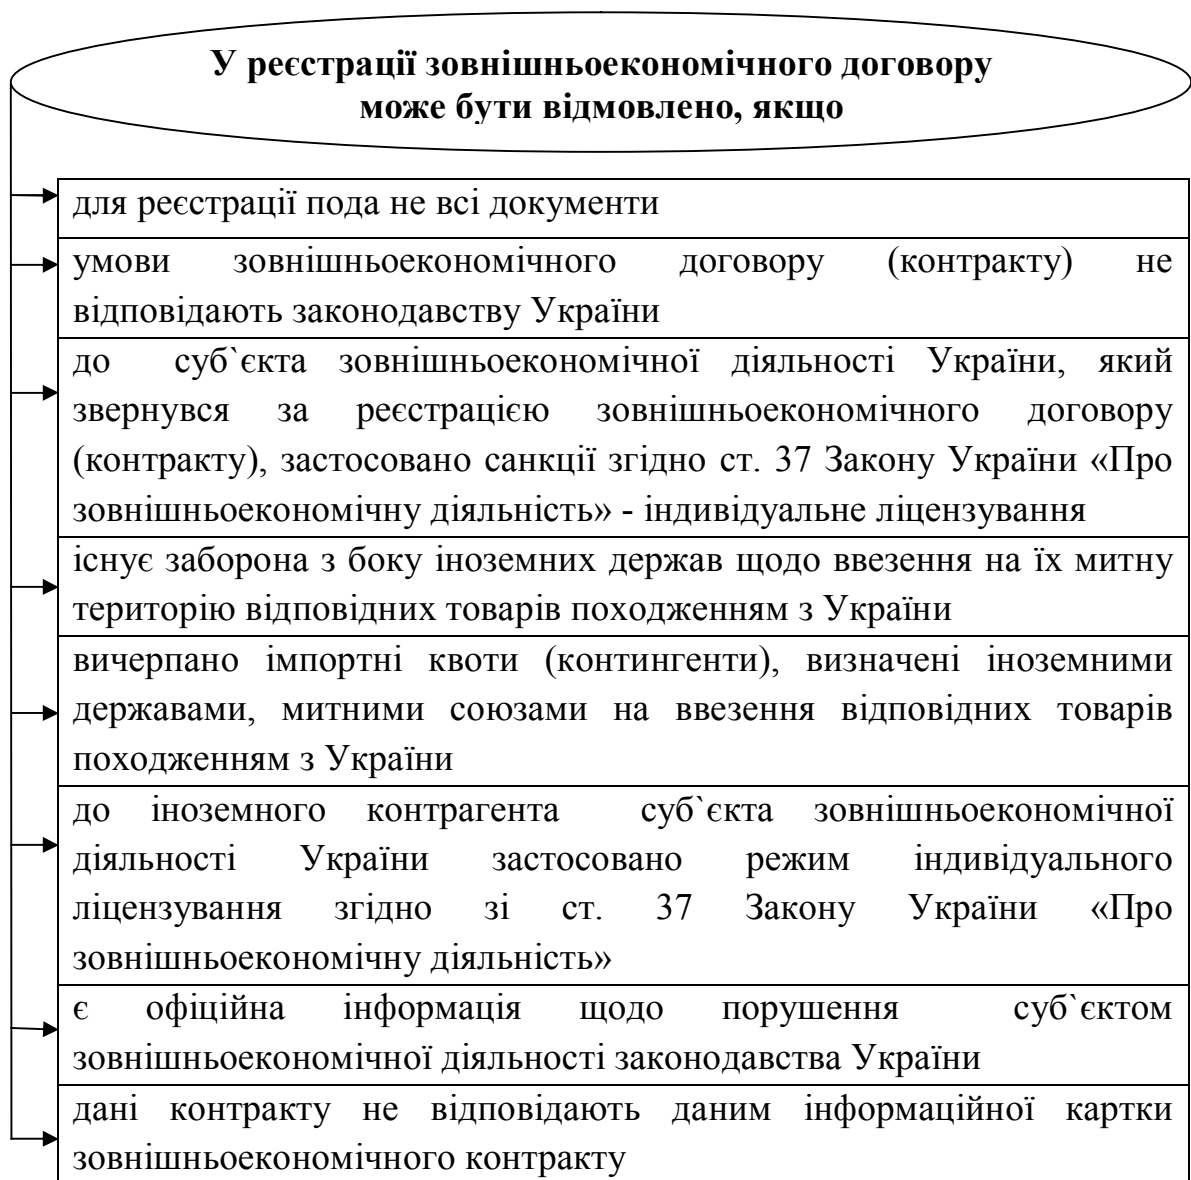 У реєстрації зовнішньоекономічного договору
може бути відмовлено, якщо
для реєстрації пода не всі документи
умови зовнішньоекономічного договору (контракту) не
відповідають законодавству України
до суб`єкта зовнішньоекономічної діяльності України, який
звернувся за реєстрацією зовнішньоекономічного договору
(контракту), застосовано санкції згідно ст. 37 Закону України «Про
зовнішньоекономічну діяльність» - індивідуальне ліцензування
існує заборона з боку іноземних держав щодо ввезення на їх митну
територію відповідних товарів походженням з України
вичерпано імпортні квоти (контингенти), визначені іноземними
державами, митними союзами на ввезення відповідних товарів
походженням з України
до іноземного контрагента суб`єкта зовнішньоекономічної
діяльності України застосовано режим індивідуального
ліцензування згідно зі ст. 37 Закону України «Про
зовнішньоекономічну діяльність»
є офіційна інформація щодо порушення суб`єктом
зовнішньоекономічної діяльності законодавства України
дані контракту не відповідають даним інформаційної картки
зовнішньоекономічного контракту